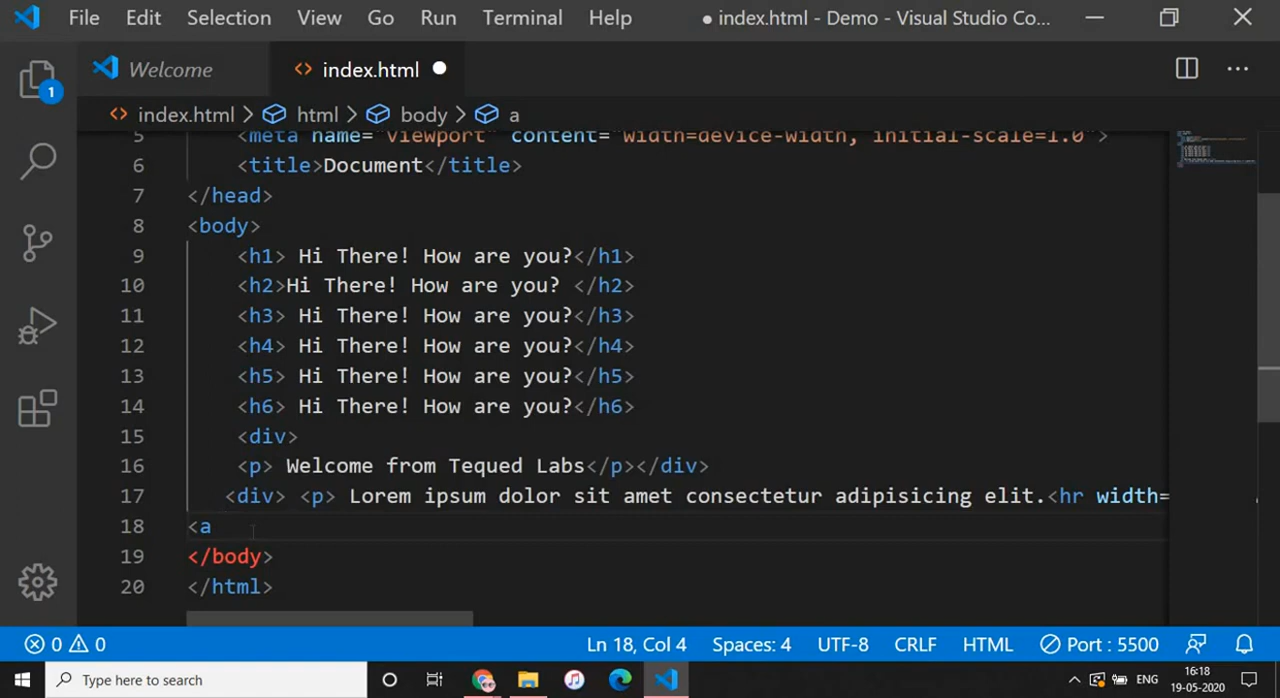 File Edit Selection View Go Run Terminal Help ● index.html - Demo - Visual Studio Co...
Welcome <> index.html ●
<> index.html > html > body > a
1
5 <meta name="viewport" content="width=device-width, initial-scale=1.0">
6 <title>Document</title>
7 </head>
8 <body>
9 <h1> Hi There! How are you?</h1>
10 <h2>Hi There! How are you? </h2>
11 <h3> Hi There! How are you?</h3>
12 <h4> Hi There! How are you?</h4>
13 <h5> Hi There! How are you?</h5>
14 <h6> Hi There! How are you?</h6>
15 <div>
16 <p> Welcome from Tequed Labs</p></div>
17 <div> <p> Lorem ipsum dolor sit amet consectetur adipisicing elit.<hr width=
18 <a
19 </body>
20 </html>
0 0 Ln 18, Col 4 Spaces: 4 UTF-8 CRLF HTML Port : 5500
Type here to search ENG 16:18
19-05-2020